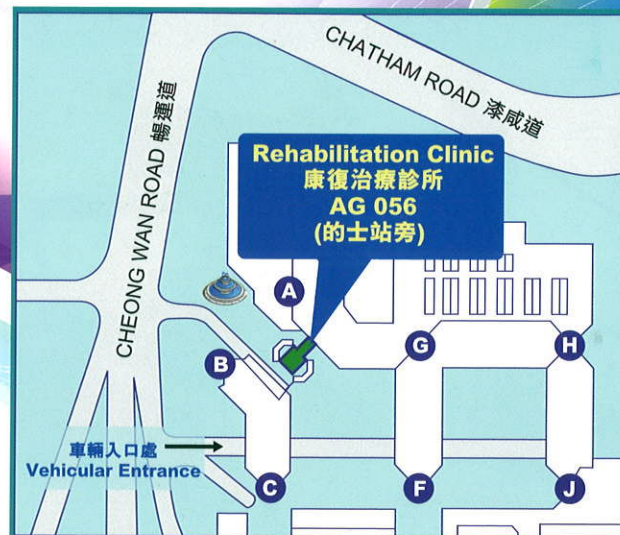 CHATHAM ROAD 漆咸道
CHEONG WAN ROAD 暢運道
Rehabilitation Clinic
康復治療診所
AG 056
(的士站旁)
A
B
G
H
車輛入口處
Vehicular Entrance
C
F
J